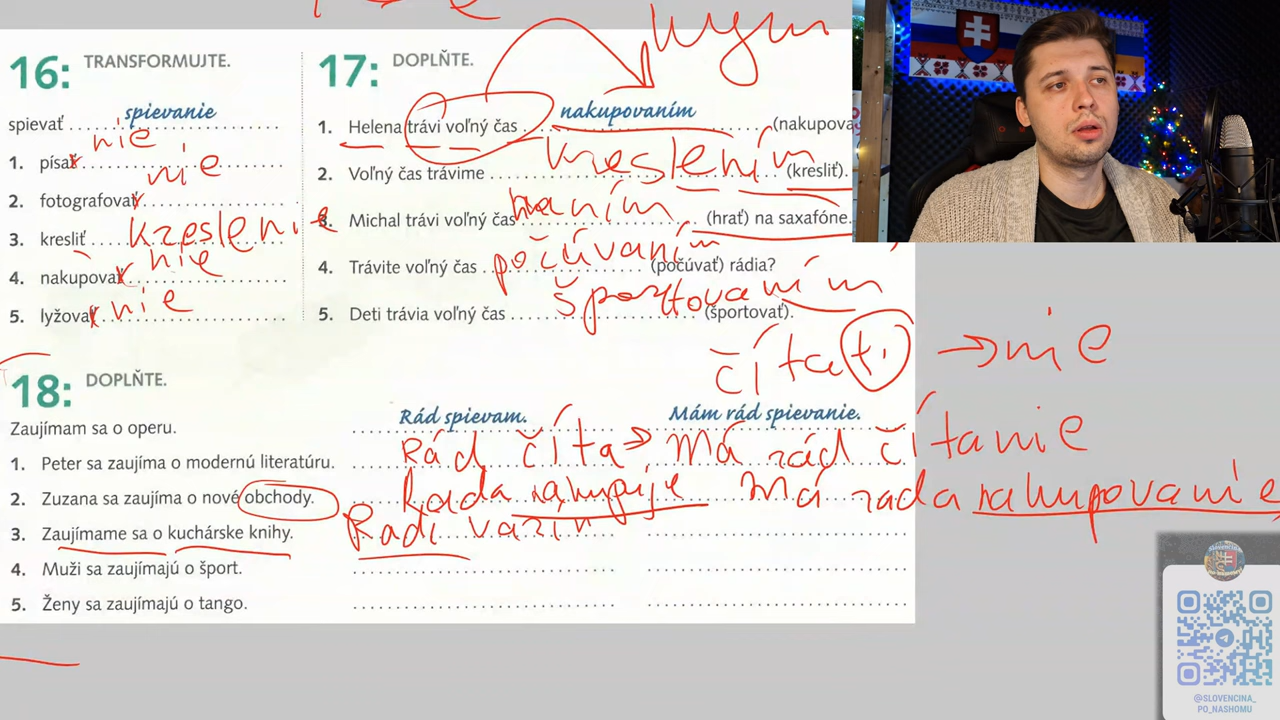 16: TRANSFORMUJTE.
spievanie
spievať
nie
1. písať
nie
2. fotografovať
3. kresliť kreslenie
nie
4. nakupovať
nie
5. lyžovať
17: DOPLŇTE.
nakupovaním
1. Helena trávi voľný čas (nakupova
kreslením
2. Voľný čas trávime (kresliť).
hraním
3. Michal trávi voľný čas (hrať) na saxafóne.
počúvaním
4. Trávite voľný čas (počúvať) rádia?
športovaním
5. Deti trávia voľný čas (športovať).
čítať → nie
18: DOPLŇTE.
Rád spievam. Mám rád spievanie.
Zaujímam sa o operu.
1. Peter sa zaujíma o modernú literatúru. Rád číta → má rád čítanie
2. Zuzana sa zaujíma o nové obchody. Rada nakupuje má rada nakupovanie
3. Zaujímame sa o kuchárske knihy. Radi varím
4. Muži sa zaujímajú o šport.
5. Ženy sa zaujímajú o tango.
@SLOVENCINA_
PO_NASHOMU